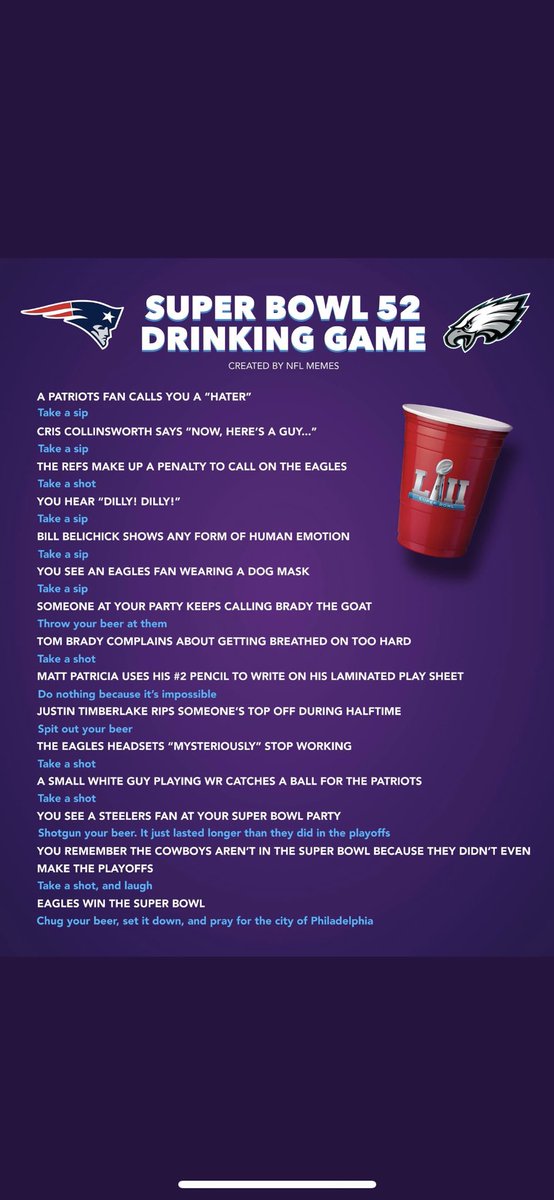 SUPER BOWL 52
DRINKING GAME
CREATED BY NFL MEMES
A PATRIOTS FAN CALLS YOU A "HATER"
Take a sip
CRIS COLLINSWORTH SAYS "NOW, HERE'S A GUY..."
Take a sip
THE REFS MAKE UP A PENALTY TO CALL ON THE EAGLES
Take a shot
YOU HEAR "DILLY! DILLY!"
Take a sip
BILL BELICHICK SHOWS ANY FORM OF HUMAN EMOTION
Take a sip
YOU SEE AN EAGLES FAN WEARING A DOG MASK
Take a sip
SOMEONE AT YOUR PARTY KEEPS CALLING BRADY THE GOAT
Throw your beer at them
TOM BRADY COMPLAINS ABOUT GETTING BREATHED ON TOO HARD
Take a shot
MATT PATRICIA USES HIS #2 PENCIL TO WRITE ON HIS LAMINATED PLAY SHEET
Do nothing because it's impossible
JUSTIN TIMBERLAKE RIPS SOMEONE'S TOP OFF DURING HALFTIME
Spit out your beer
THE EAGLES HEADSETS "MYSTERIOUSLY" STOP WORKING
Take a shot
A SMALL WHITE GUY PLAYING WR CATCHES A BALL FOR THE PATRIOTS
Take a shot
YOU SEE A STEELERS FAN AT YOUR SUPER BOWL PARTY
Shotgun your beer. It just lasted longer than they did in the playoffs
YOU REMEMBER THE COWBOYS AREN'T IN THE SUPER BOWL BECAUSE THEY DIDN'T EVEN
MAKE THE PLAYOFFS
Take a shot, and laugh
EAGLES WIN THE SUPER BOWL
Chug your beer, set it down, and pray for the city of Philadelphia
LII
SUPER BOWL